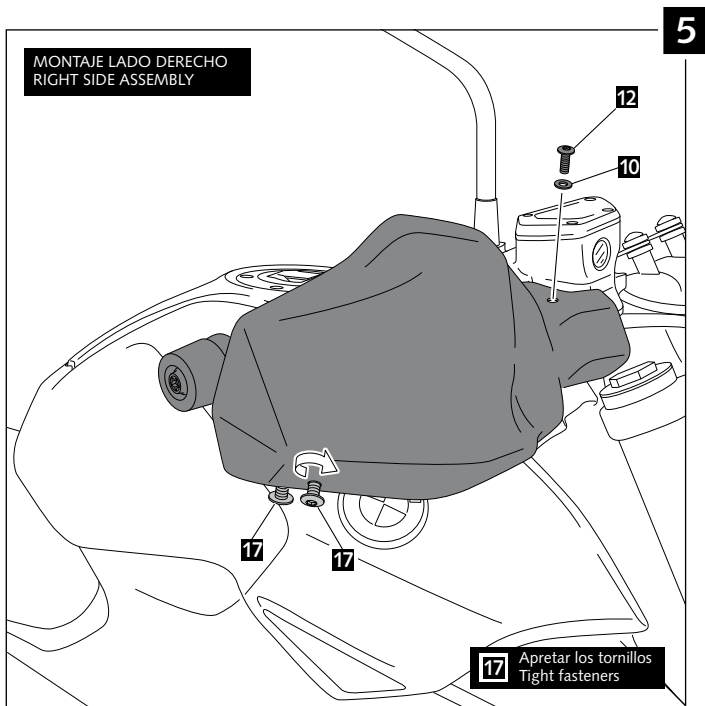 5
MONTAJE LADO DERECHO
RIGHT SIDE ASSEMBLY
12
10
17
17
17 Apretar los tornillos
Tight fasteners